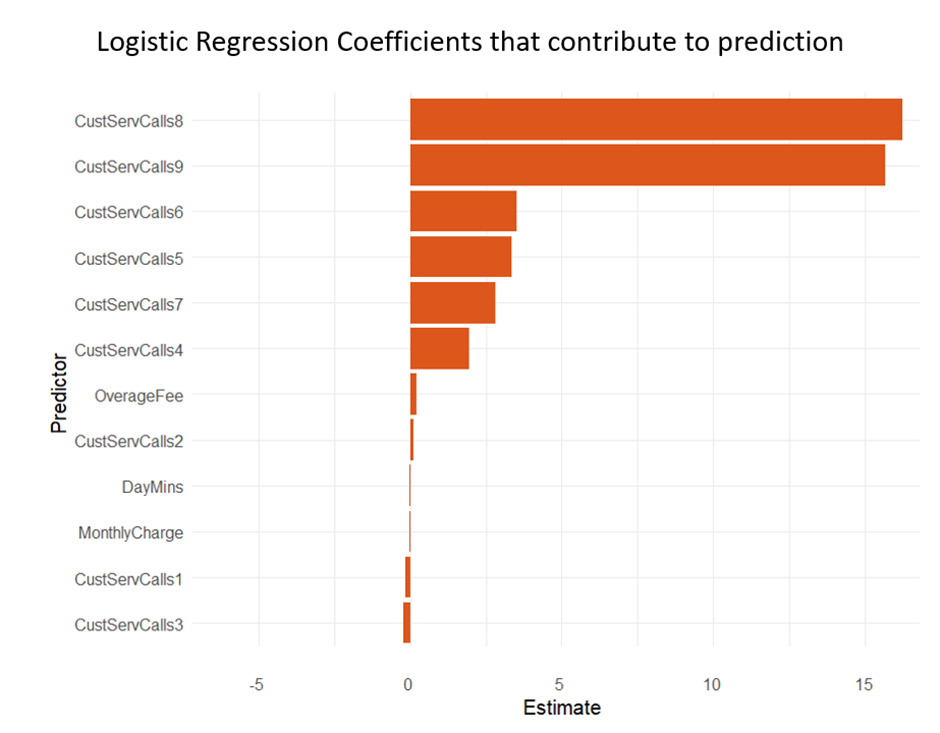 Logistic Regression Coefficients that contribute to prediction
CustServCalls8
CustServCalls9
CustServCalls6
CustServCalls5
CustServCalls7
CustServCalls4
OverageFee
CustServCalls2
DayMins
MonthlyCharge
CustServCalls1
CustServCalls3
Predictor
-5 0 5 10 15
Estimate